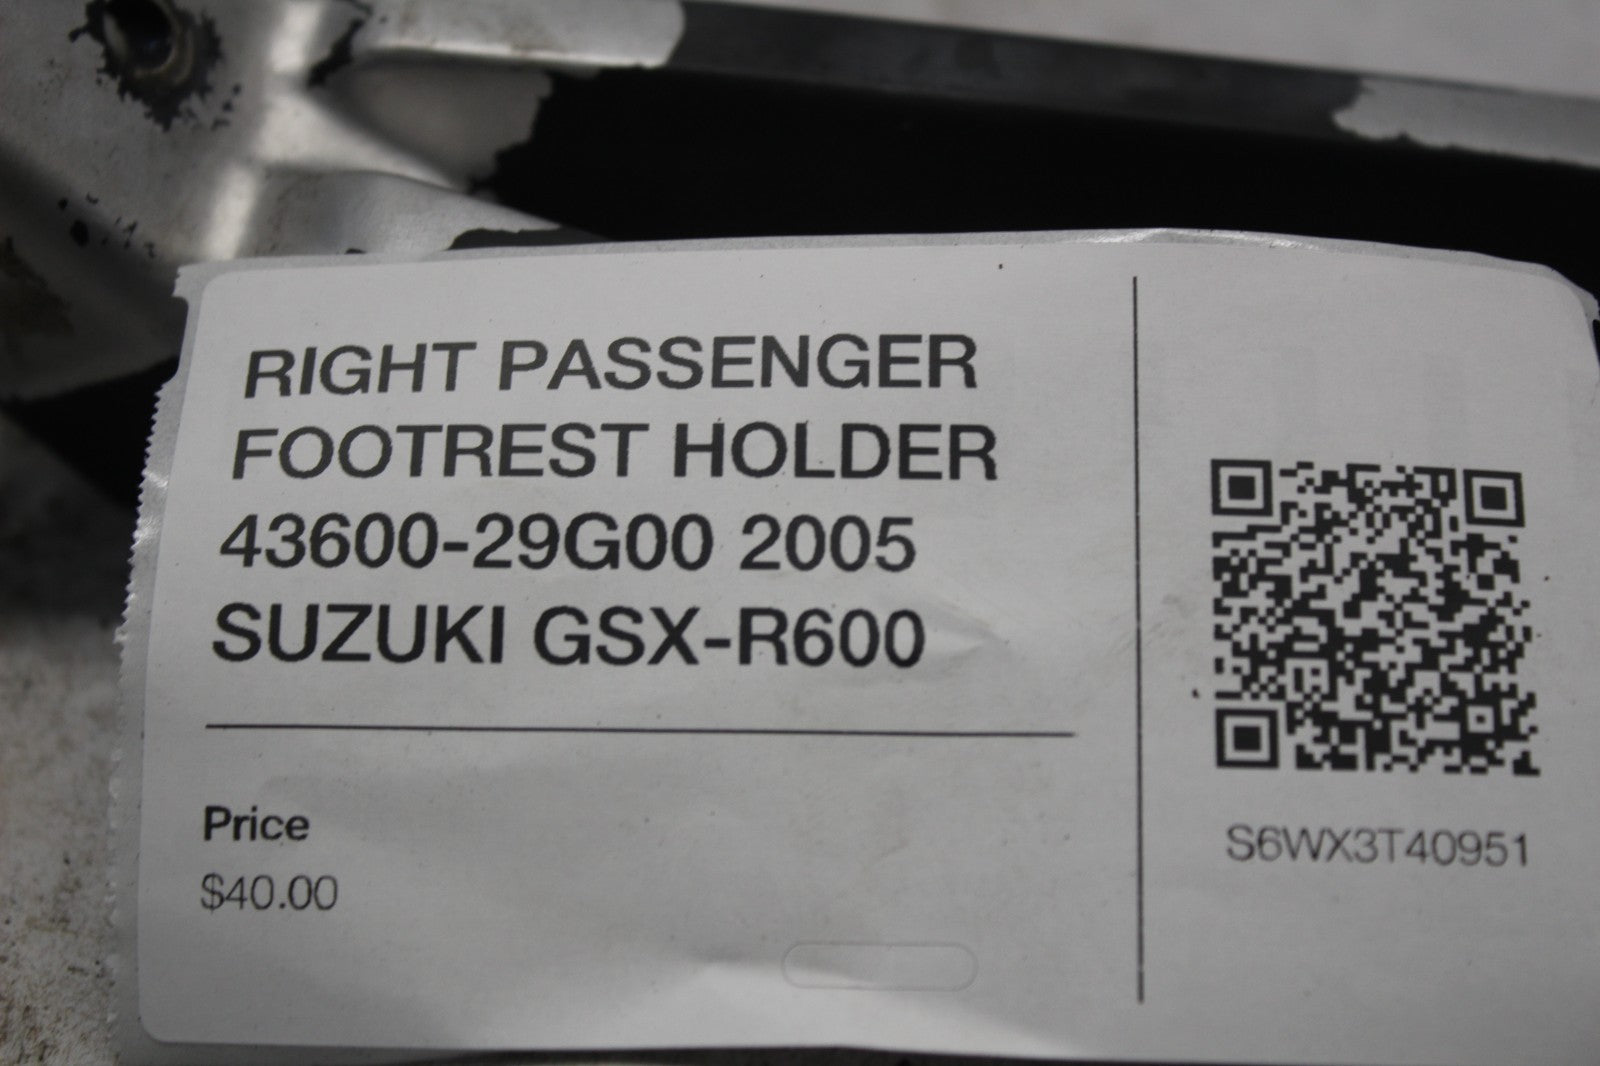 RIGHT PASSENGER
FOOTREST HOLDER
43600-29G00 2005
SUZUKI GSX-R600
Price
$40.00
S6WX3T40951